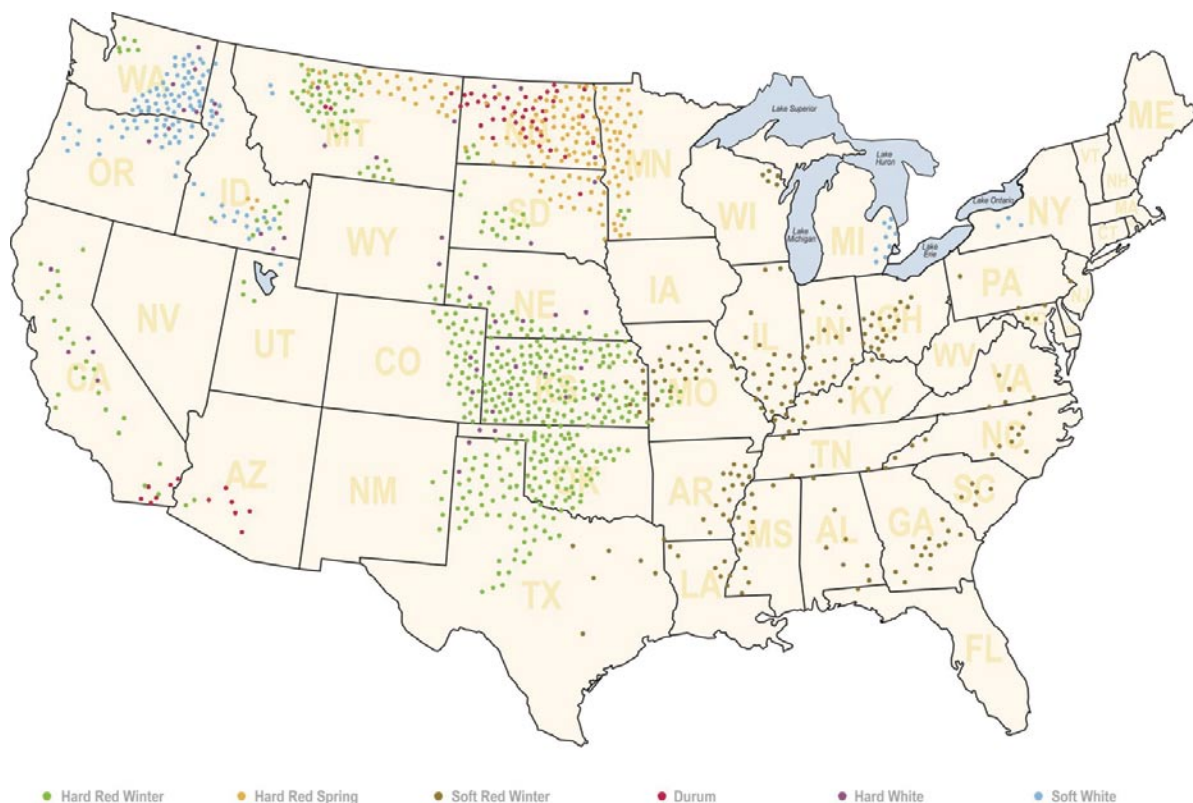 WA
MT
ND
MN
ME
OR
ID
SD
WI
MI
NY
VT
NH
MA
CT
WY
NE
IA
PA
NJ
NV
UT
CO
KS
MO
IL
IN
OH
WV
VA
KY
CA
AZ
NM
OK
AR
TN
NC
SC
TX
LA
MS
AL
GA
FL
Lake Superior
Lake Huron
Lake Michigan
Lake Erie
Lake Ontario
Hard Red Winter
Hard Red Spring
Soft Red Winter
Durum
Hard White
Soft White